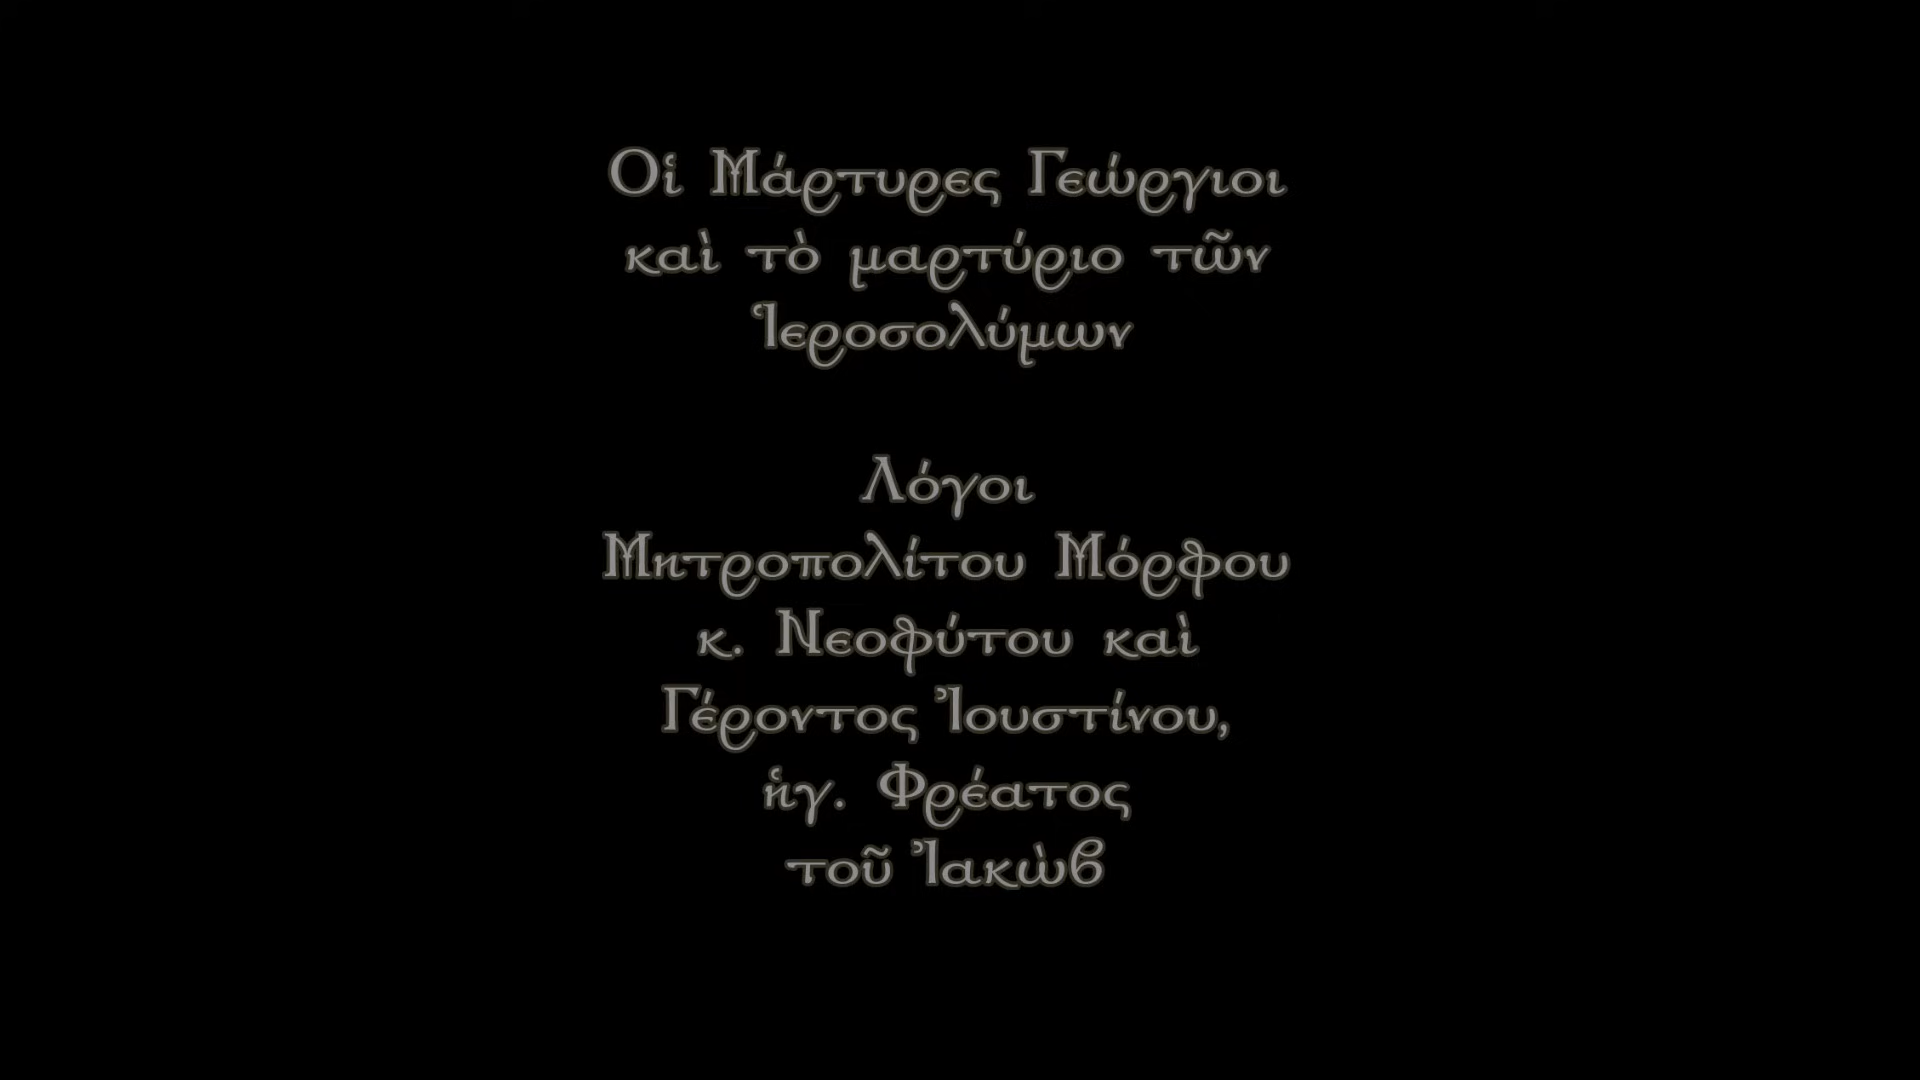 Οἱ Μάρτυρες Γεώργιοι
καὶ τὸ μαρτύριο τῶν
Ἱεροσολύμων
Λόγοι
Μητροπολίτου Μόρφου
κ. Νεοφύτου καὶ
Γέροντος Ἰουστίνου,
ἡγ. Φρέατος
τοῦ Ἰακὼβ